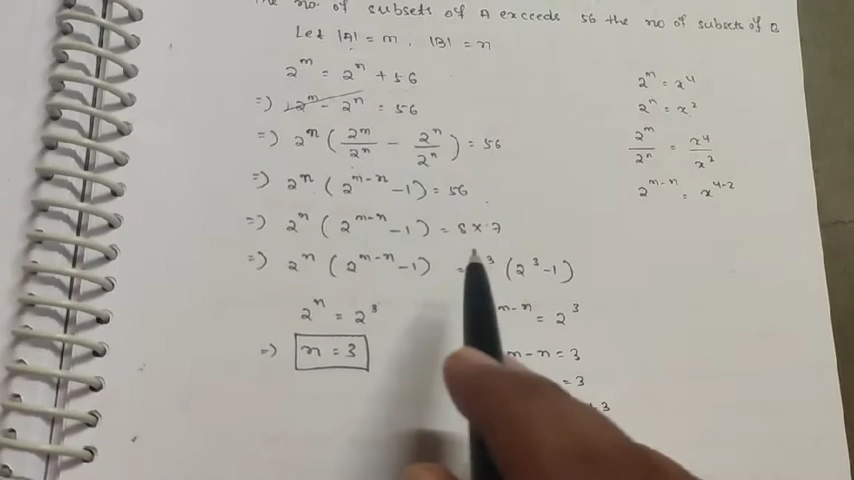 The no. of subsets of A exceeds 56 the no of subsets of B
Let |A| = m, |B| = n
2^m = 2^n + 56
=) 2^m - 2^n = 56
=) 2^n (2^m/2^n - 2^n/2^n) = 56
=) 2^n (2^{m-n} - 1) = 56
=) 2^n (2^{m-n} - 1) = 8 × 7
=) 2^n (2^{m-n} - 1) = ^3 (2^3 - 1)
2^n = 2^3
=) n = 3
m-n = 2^3
m - n = 3
= 3
+ 3
2^m = x^4
2^n = x^2
2^m/2^n = x^4/x^2
2^{m-n} = x^{4-2}